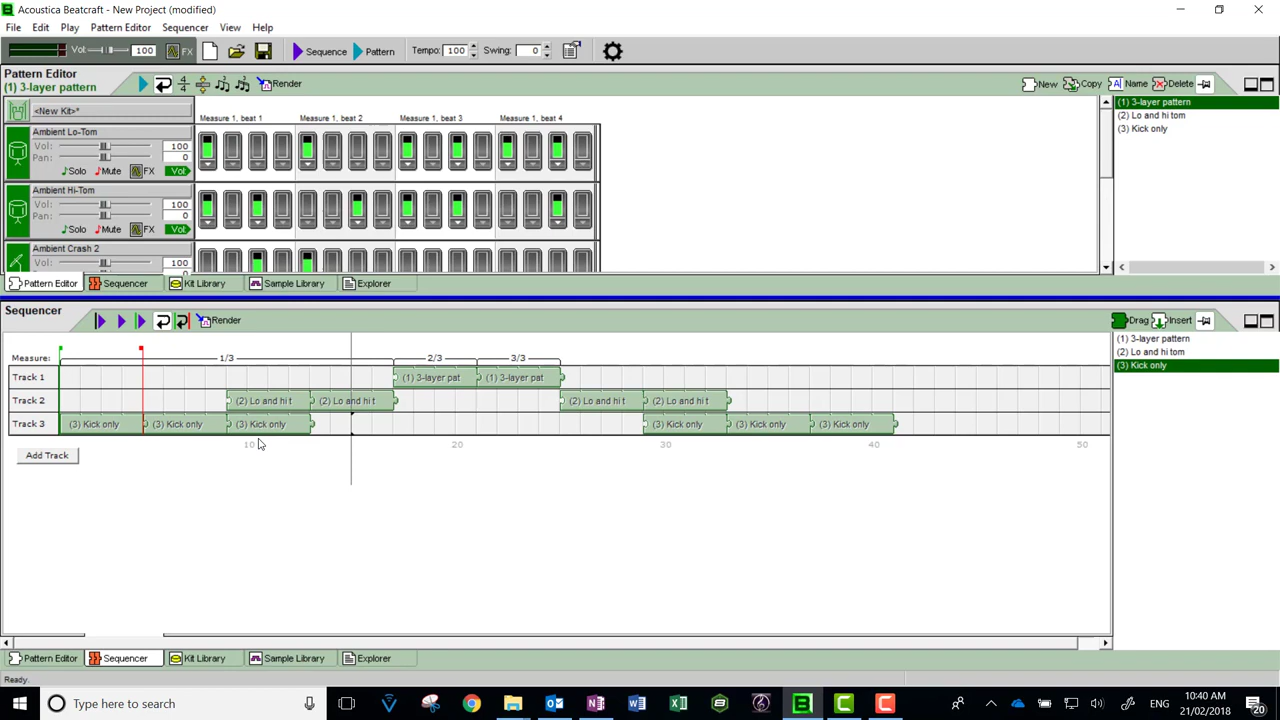 Acoustica Beatcraft - New Project (modified)
File Edit Play Pattern Editor Sequencer View Help
Vol 100 FX Sequence Pattern Tempo: 100 Swing: 0
Pattern Editor
(1) 3-layer pattern
4/4 Render New Copy Name Delete
<New Kit>*
Measure 1, beat 1 Measure 1, beat 2 Measure 1, beat 3 Measure 1, beat 4
(1) 3-layer pattern
(2) Lo and hi tom
(3) Kick only
Ambient Lo-Tom
Vol: 100
Pan: 0
Solo Mute FX Vol
Ambient Hi-Tom
Vol: 100
Pan: 0
Solo Mute FX Vol
Ambient Crash 2
Vol: 100
Pattern Editor Sequencer Kit Library Sample Library Explorer
Sequencer
Render Drag Insert
Measure: 1/3 2/3 3/3
(1) 3-layer pattern
(2) Lo and hi tom
(3) Kick only
Track 1 (1) 3-layer pat (1) 3-layer pat
Track 2 (2) Lo and hi t (2) Lo and hi t (2) Lo and hi t (2) Lo and hi t
Track 3 (3) Kick only (3) Kick only (3) Kick only (3) Kick only (3) Kick only (3) Kick only
10 20 30 40 50
Add Track
Pattern Editor Sequencer Kit Library Sample Library Explorer
Ready.
Type here to search
ENG
10:40 AM
21/02/2018
20